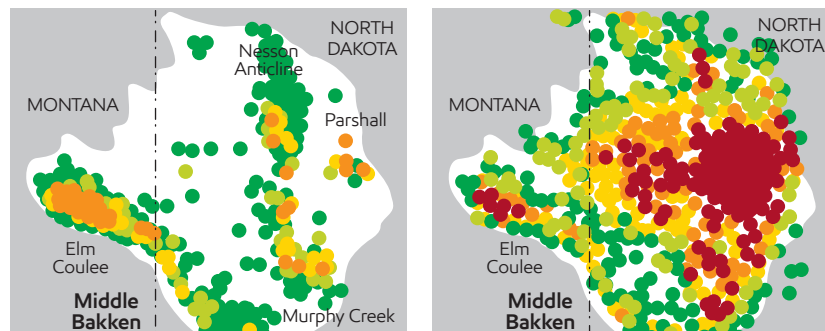 NORTH
DAKOTA
Nesson
Anticline
MONTANA
Parshall
Elm
Coulee
Middle
Bakken
Murphy Creek
NORTH
DAKOTA
MONTANA
Elm
Coulee
Middle
Bakken